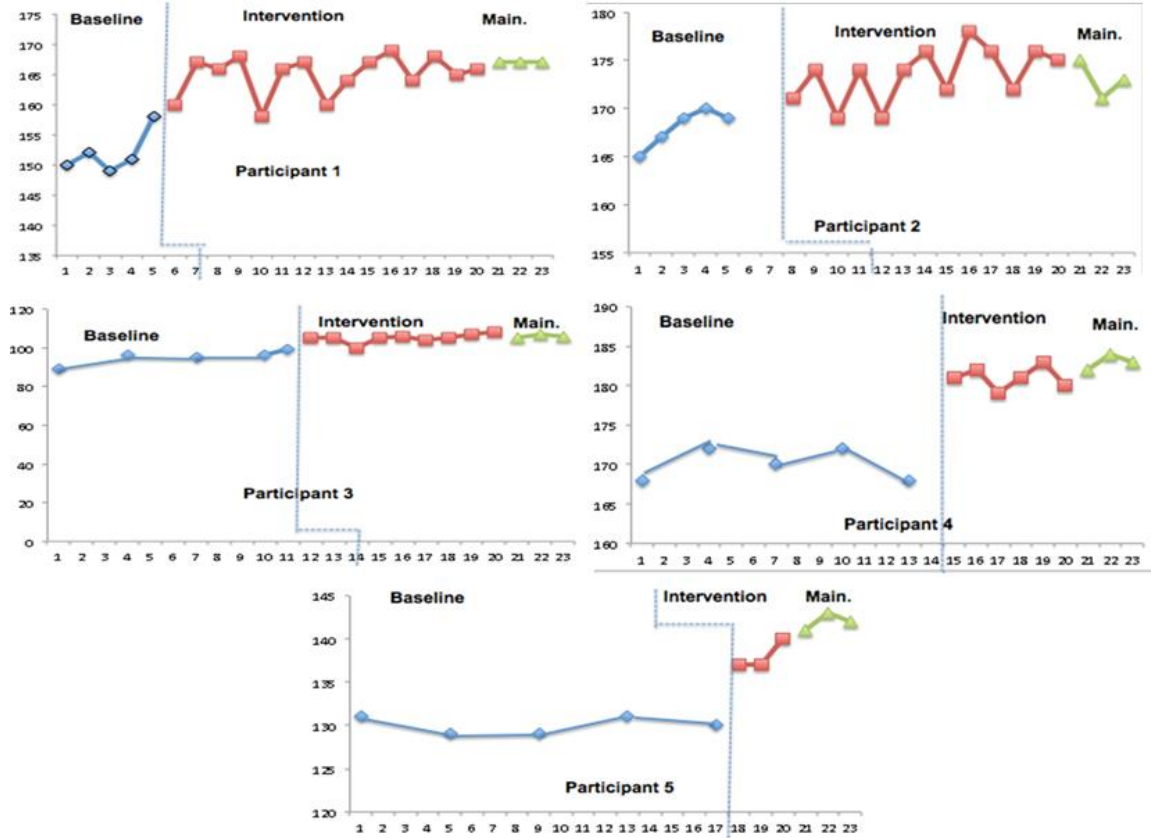 175
170
165
160
155
150
145
140
135
Baseline
Intervention
Main.
Participant 1
1 2 3 4 5 6 7 8 9 10 11 12 13 14 15 16 17 18 19 20 21 22 23
180
175
170
165
160
155
Baseline
Intervention
Main.
Participant 2
1 2 3 4 5 6 7 8 9 10 11 12 13 14 15 16 17 18 19 20 21 22 23
120
100
80
60
40
20
0
Baseline
Intervention
Main.
Participant 3
1 2 3 4 5 6 7 8 9 10 11 12 13 14 15 16 17 18 19 20 21 22 23
190
185
180
175
170
165
160
Baseline
Intervention
Main.
Participant 4
1 2 3 4 5 6 7 8 9 10 11 12 13 14 15 16 17 18 19 20 21 22 23
145
140
135
130
125
120
Baseline
Intervention
Main.
Participant 5
1 2 3 4 5 6 7 8 9 10 11 12 13 14 15 16 17 18 19 20 21 22 23